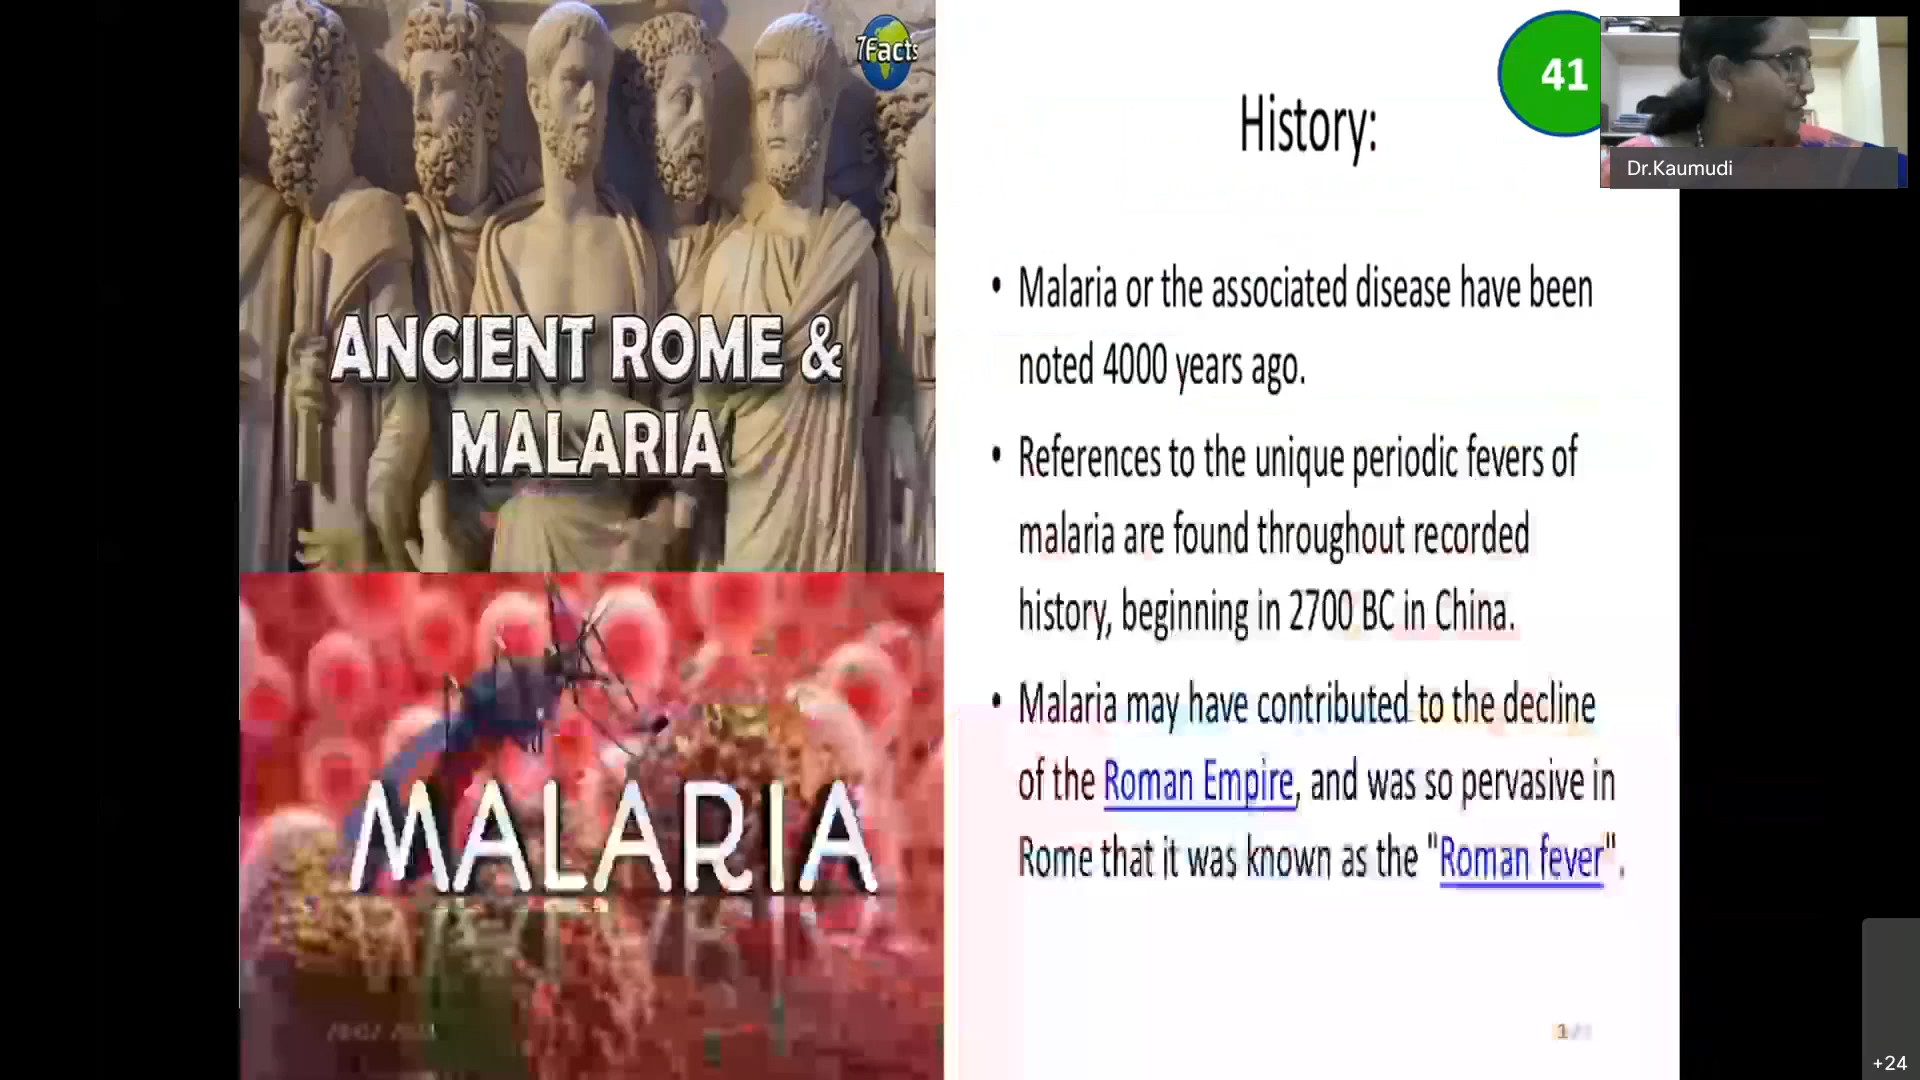 7Facts
ANCIENT ROME &
MALARIA
MALARIA
41
Dr.Kaumudi
History:
• Malaria or the associated disease have been
noted 4000 years ago.
• References to the unique periodic fevers of
malaria are found throughout recorded
history, beginning in 2700 BC in China.
• Malaria may have contributed to the decline
of the Roman Empire, and was so pervasive in
Rome that it was known as the "Roman fever".
+24